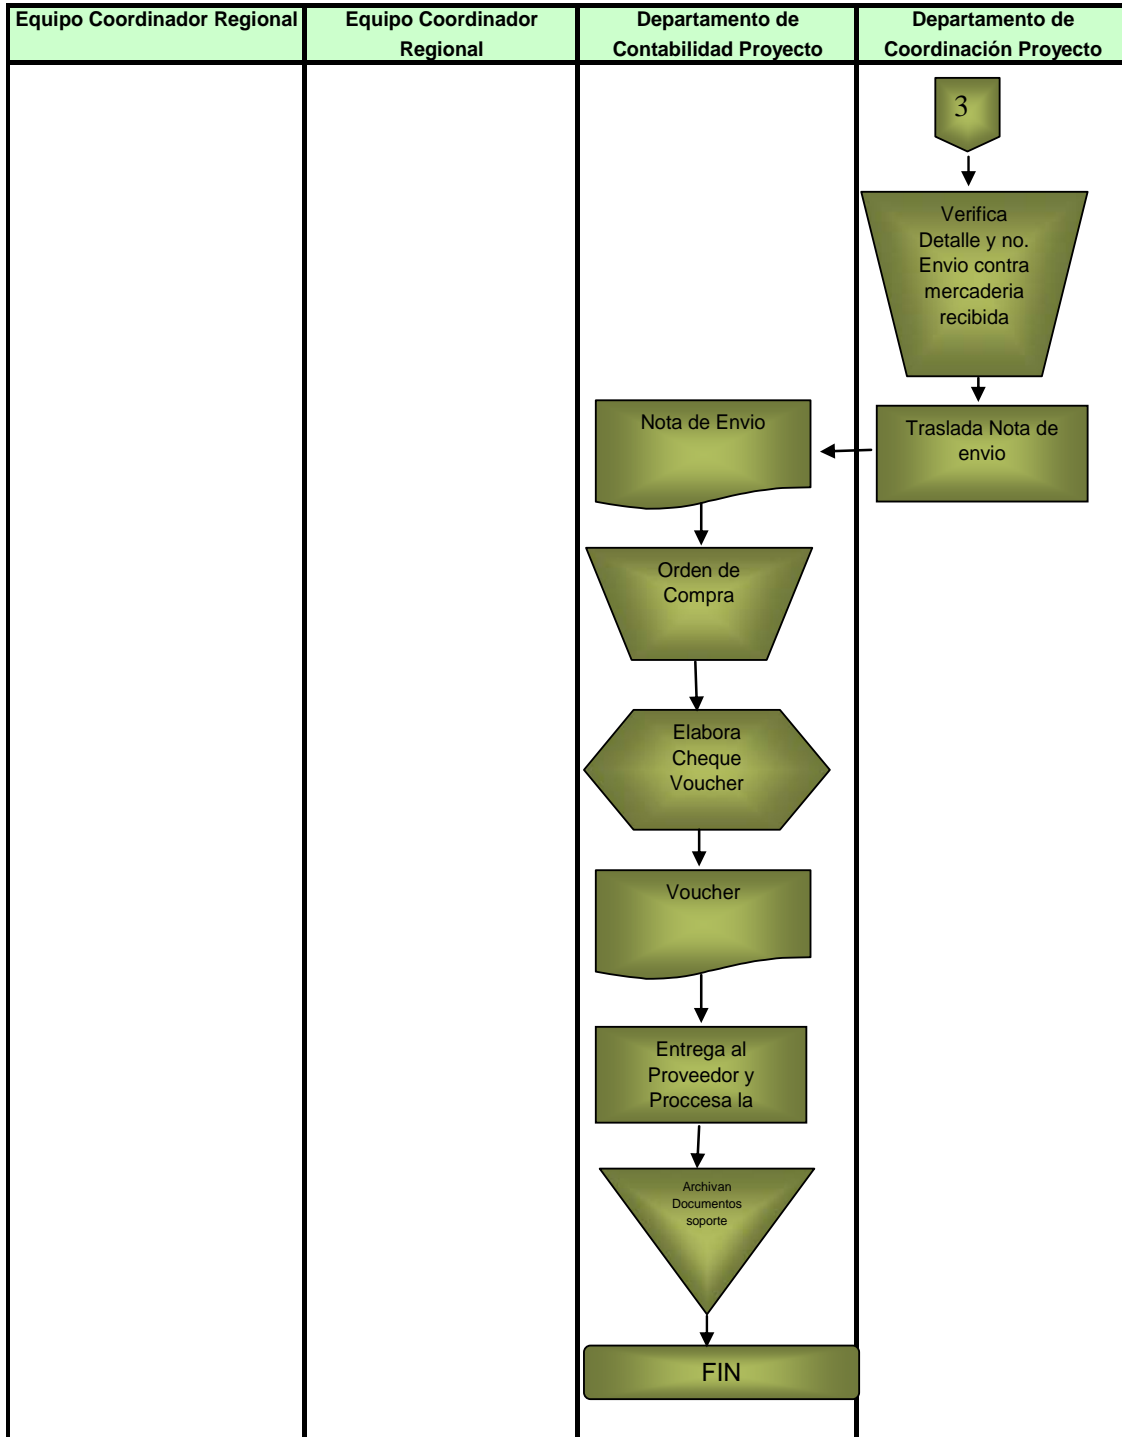 Equipo Coordinador Regional
Equipo Coordinador
Regional
Departamento de
Contabilidad Proyecto
Departamento de
Coordinación Proyecto
3
Verifica
Detalle y no.
Envio contra
mercaderia
recibida
Traslada Nota de
envio
Nota de Envio
Orden de
Compra
Elabora
Cheque
Voucher
Voucher
Entrega al
Proveedor y
Proccesa la
Archivan
Documentos
soporte
FIN